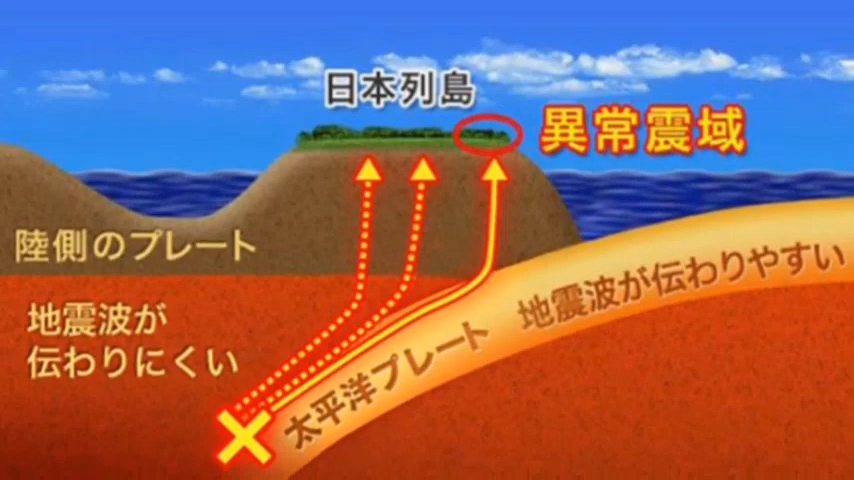 日本列島
異常震域
陸側のプレート
地震波が
伝わりにくい
太平洋プレート 地震波が伝わりやすい